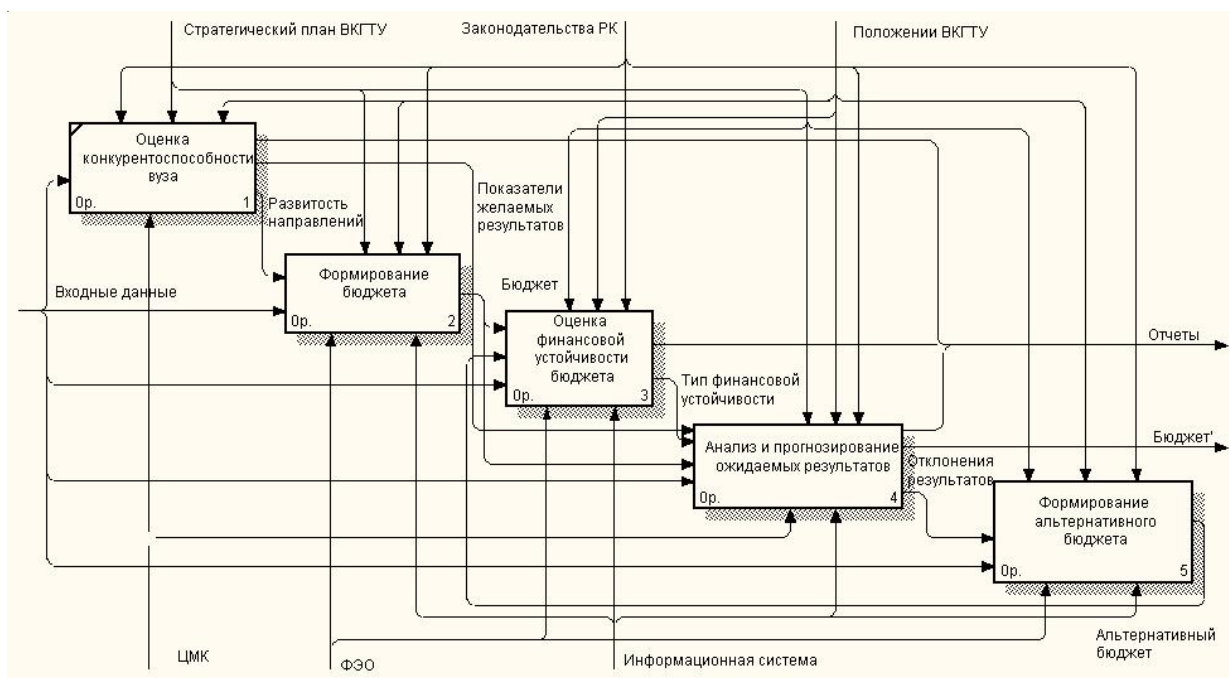 Стратегический план ВКГТУ
Законодательства РК
Положении ВКГТУ
Оценка
конкурентоспособности
вуза
0р.
1
Развитость
направлений
Показатели
желаемых
результатов
Входные данные
Формирование
бюджета
0р.
2
Бюджет
Оценка
финансовой
устойчивости
бюджета
0р.
3
Отчеты
Тип финансовой
устойчивости
Анализ и прогнозирование
ожидаемых результатов
0р.
4
Бюджет'
Отклонения
результатов
Формирование
альтернативного
бюджета
0р.
5
Альтернативный
бюджет
ЦМК
ФЭО
Информационная система